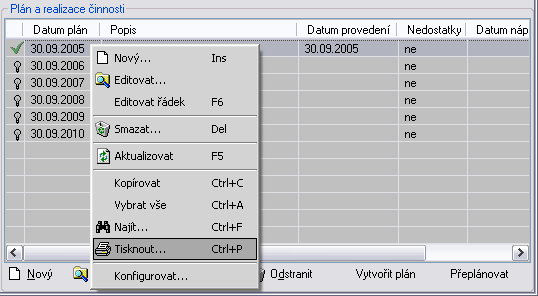 Plán a realizace činnosti
Datum plán Popis Datum provedení Nedostatky Datum náp
30.09.2005 30.09.2005 ne
30.09.2006 ne
30.09.2007 ne
30.09.2008 ne
30.09.2009 ne
30.09.2010 ne
Nový... Ins
Editovat...
Editovat řádek F6
Smazat... Del
Aktualizovat F5
Kopírovat Ctrl+C
Vybrat vše Ctrl+A
Najít... Ctrl+F
Tisknout... Ctrl+P
Konfigurovat...
Nový Odstranit Vytvořit plán Přeplánovat